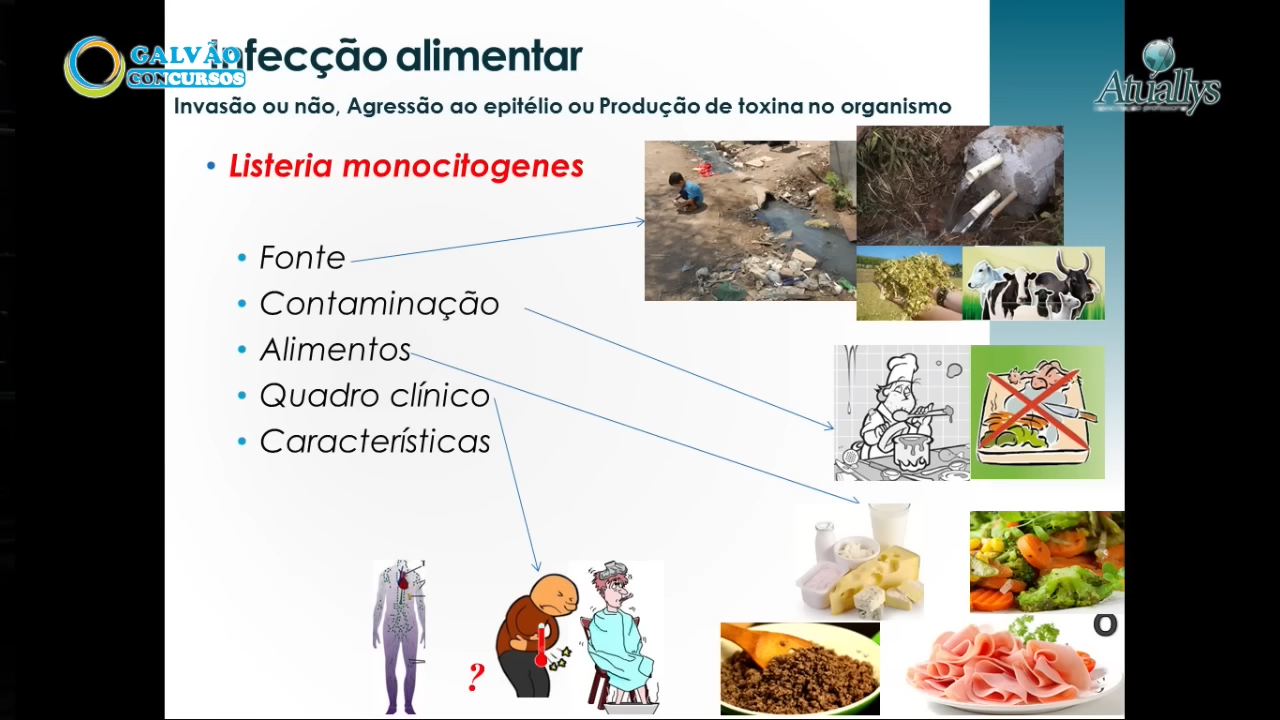 GALVÃO
CONCURSOS
Infecção alimentar
Atuallys
Invasão ou não, Agressão ao epitélio ou Produção de toxina no organismo
• Listeria monocitogenes
• Fonte
• Contaminação
• Alimentos
• Quadro clínico
• Características
?
O